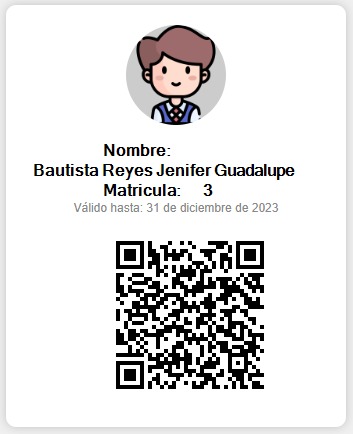 Nombre:
Bautista Reyes Jenifer Guadalupe
Matricula: 3
Válido hasta: 31 de diciembre de 2023